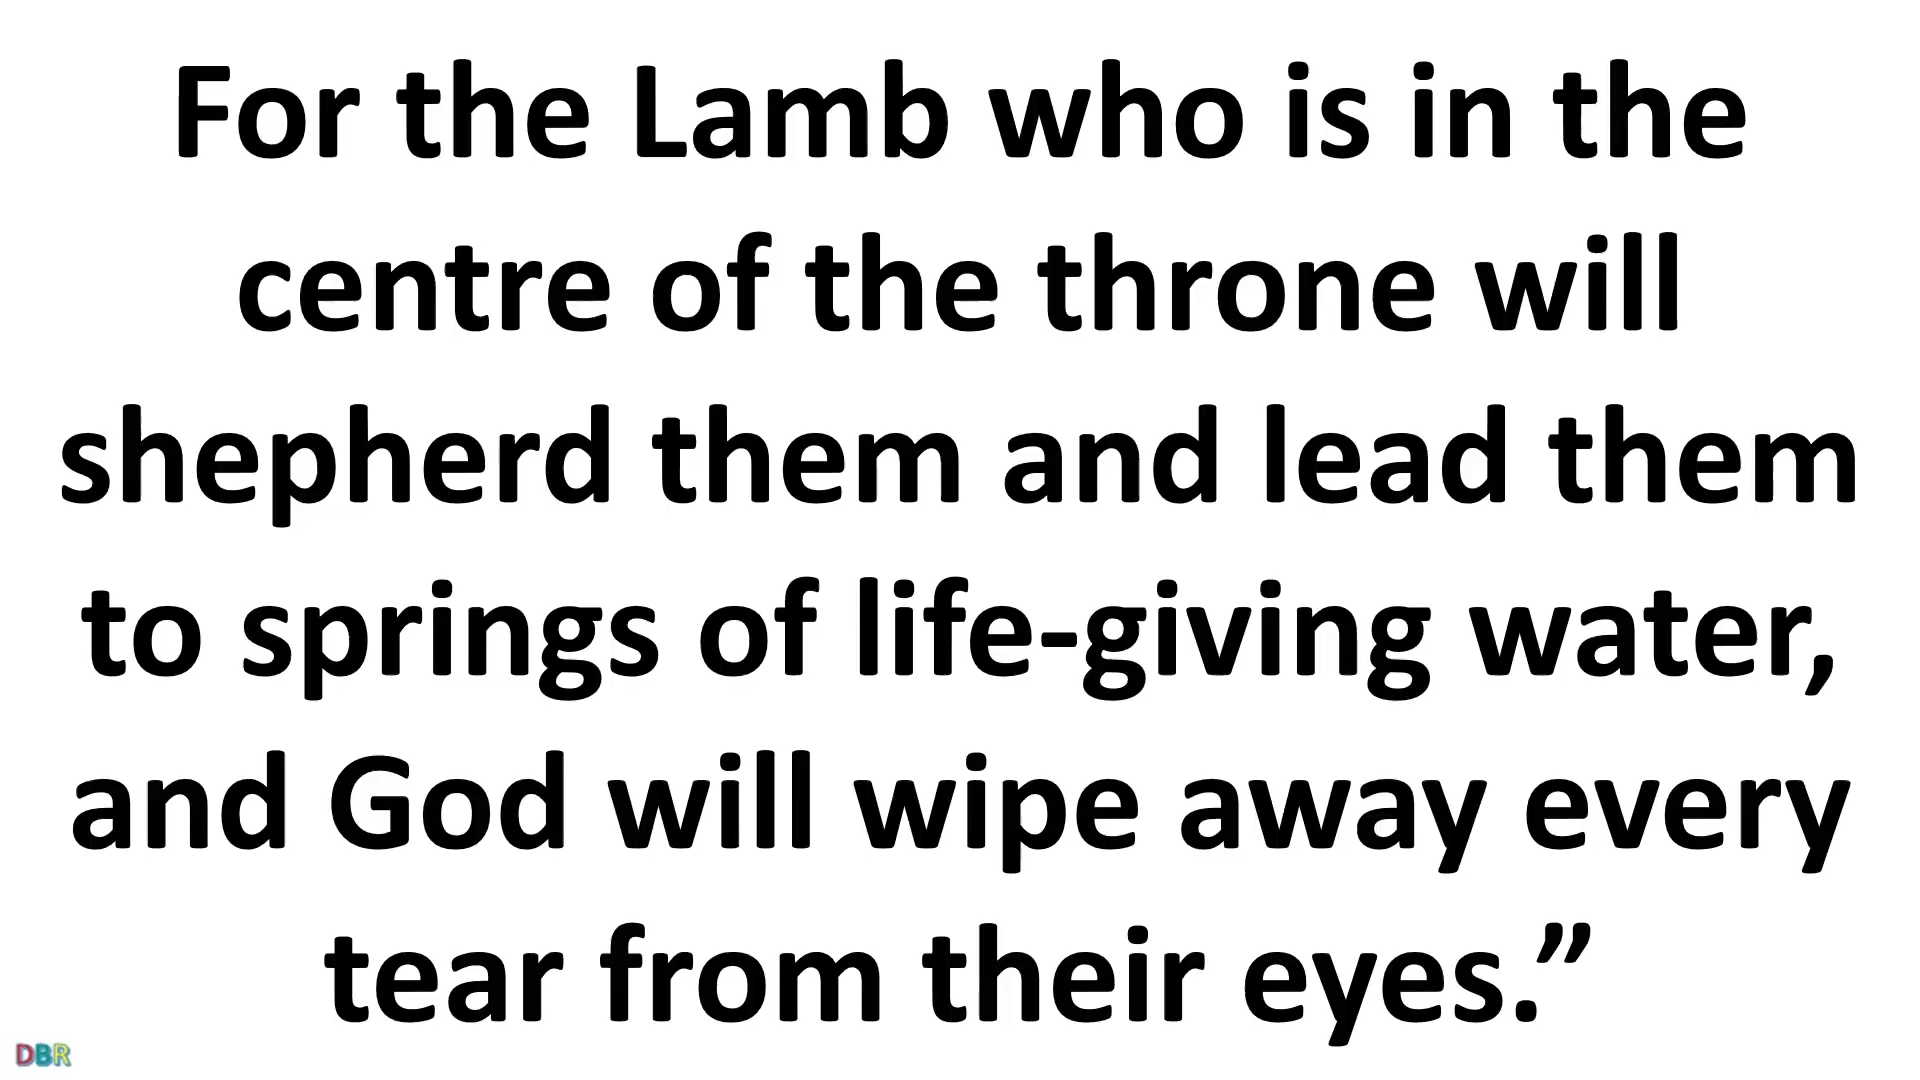 For the Lamb who is in the
centre of the throne will
shepherd them and lead them
to springs of life-giving water,
and God will wipe away every
tear from their eyes.”
DBR